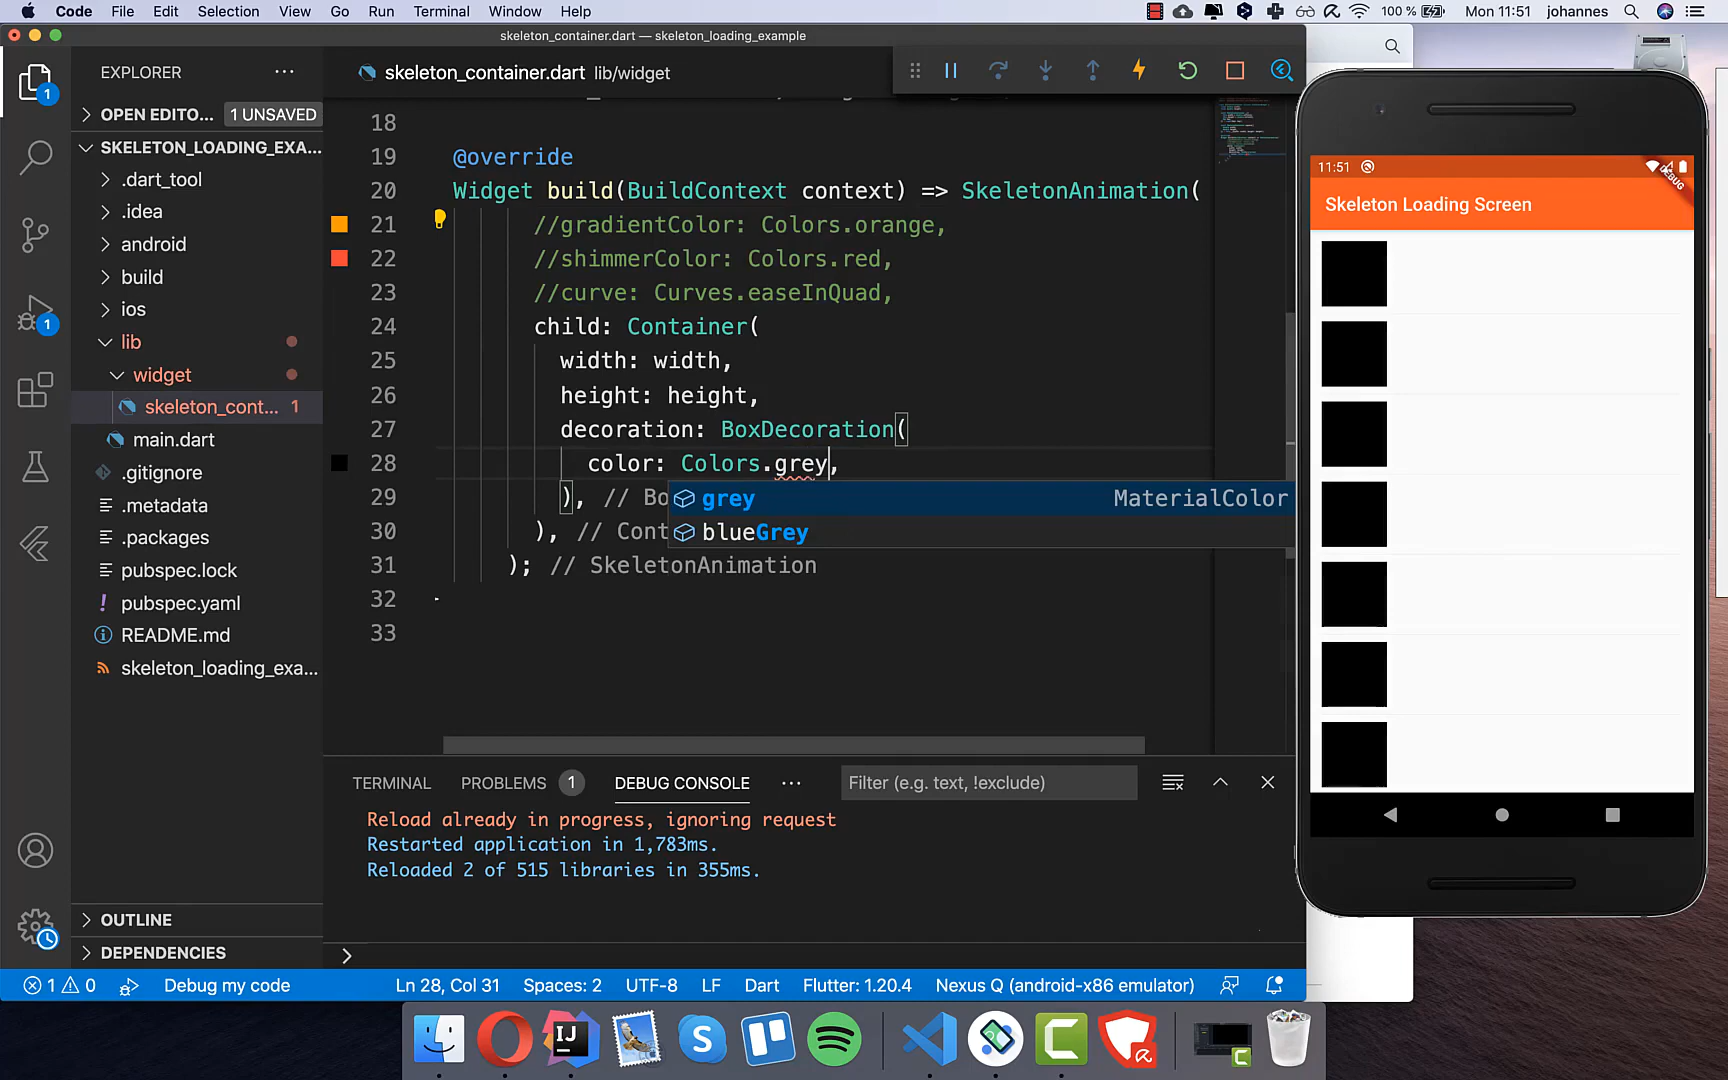 Code File Edit Selection View Go Run Terminal Window Help 100 % Mon 11:51 johannes
skeleton_container.dart — skeleton_loading_example
EXPLORER
skeleton_container.dart lib/widget
OPEN EDITO... 1 UNSAVED
SKELETON_LOADING_EXA...
.dart_tool
.idea
android
build
ios
lib
widget
skeleton_cont... 1
main.dart
.gitignore
.metadata
.packages
pubspec.lock
pubspec.yaml
README.md
skeleton_loading_exa...
OUTLINE
DEPENDENCIES
1
1
18
19 @override
20 Widget build(BuildContext context) => SkeletonAnimation(
21 //gradientColor: Colors.orange,
22 //shimmerColor: Colors.red,
23 //curve: Curves.easeInQuad,
24 child: Container(
25 width: width,
26 height: height,
27 decoration: BoxDecoration(
28 color: Colors.grey,
29 ), // Bo
grey MaterialColor
30 ), // Cont
blueGrey
31 ); // SkeletonAnimation
32
33
TERMINAL PROBLEMS 1 DEBUG CONSOLE ... Filter (e.g. text, !exclude)
Reload already in progress, ignoring request
Restarted application in 1,783ms.
Reloaded 2 of 515 libraries in 355ms.
1 0 Debug my code Ln 28, Col 31 Spaces: 2 UTF-8 LF Dart Flutter: 1.20.4 Nexus Q (android-x86 emulator)
11:51
DEBUG
Skeleton Loading Screen
IJ